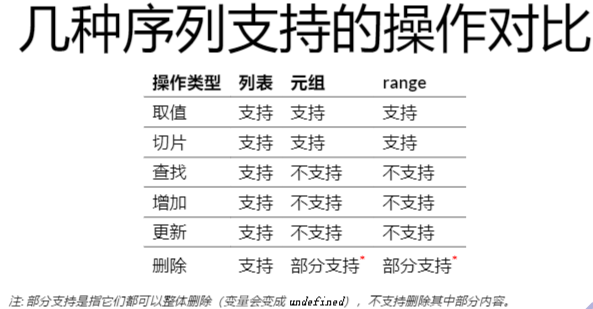 几种序列支持的操作对比
操作类型 列表 元组 range
取值 支持 支持 支持
切片 支持 支持 支持
查找 支持 不支持 不支持
增加 支持 不支持 不支持
更新 支持 不支持 不支持
删除 支持 部分支持* 部分支持*
注: 部分支持是指它们都可以整体删除（变量会变成 undefined），不支持删除其中部分内容。